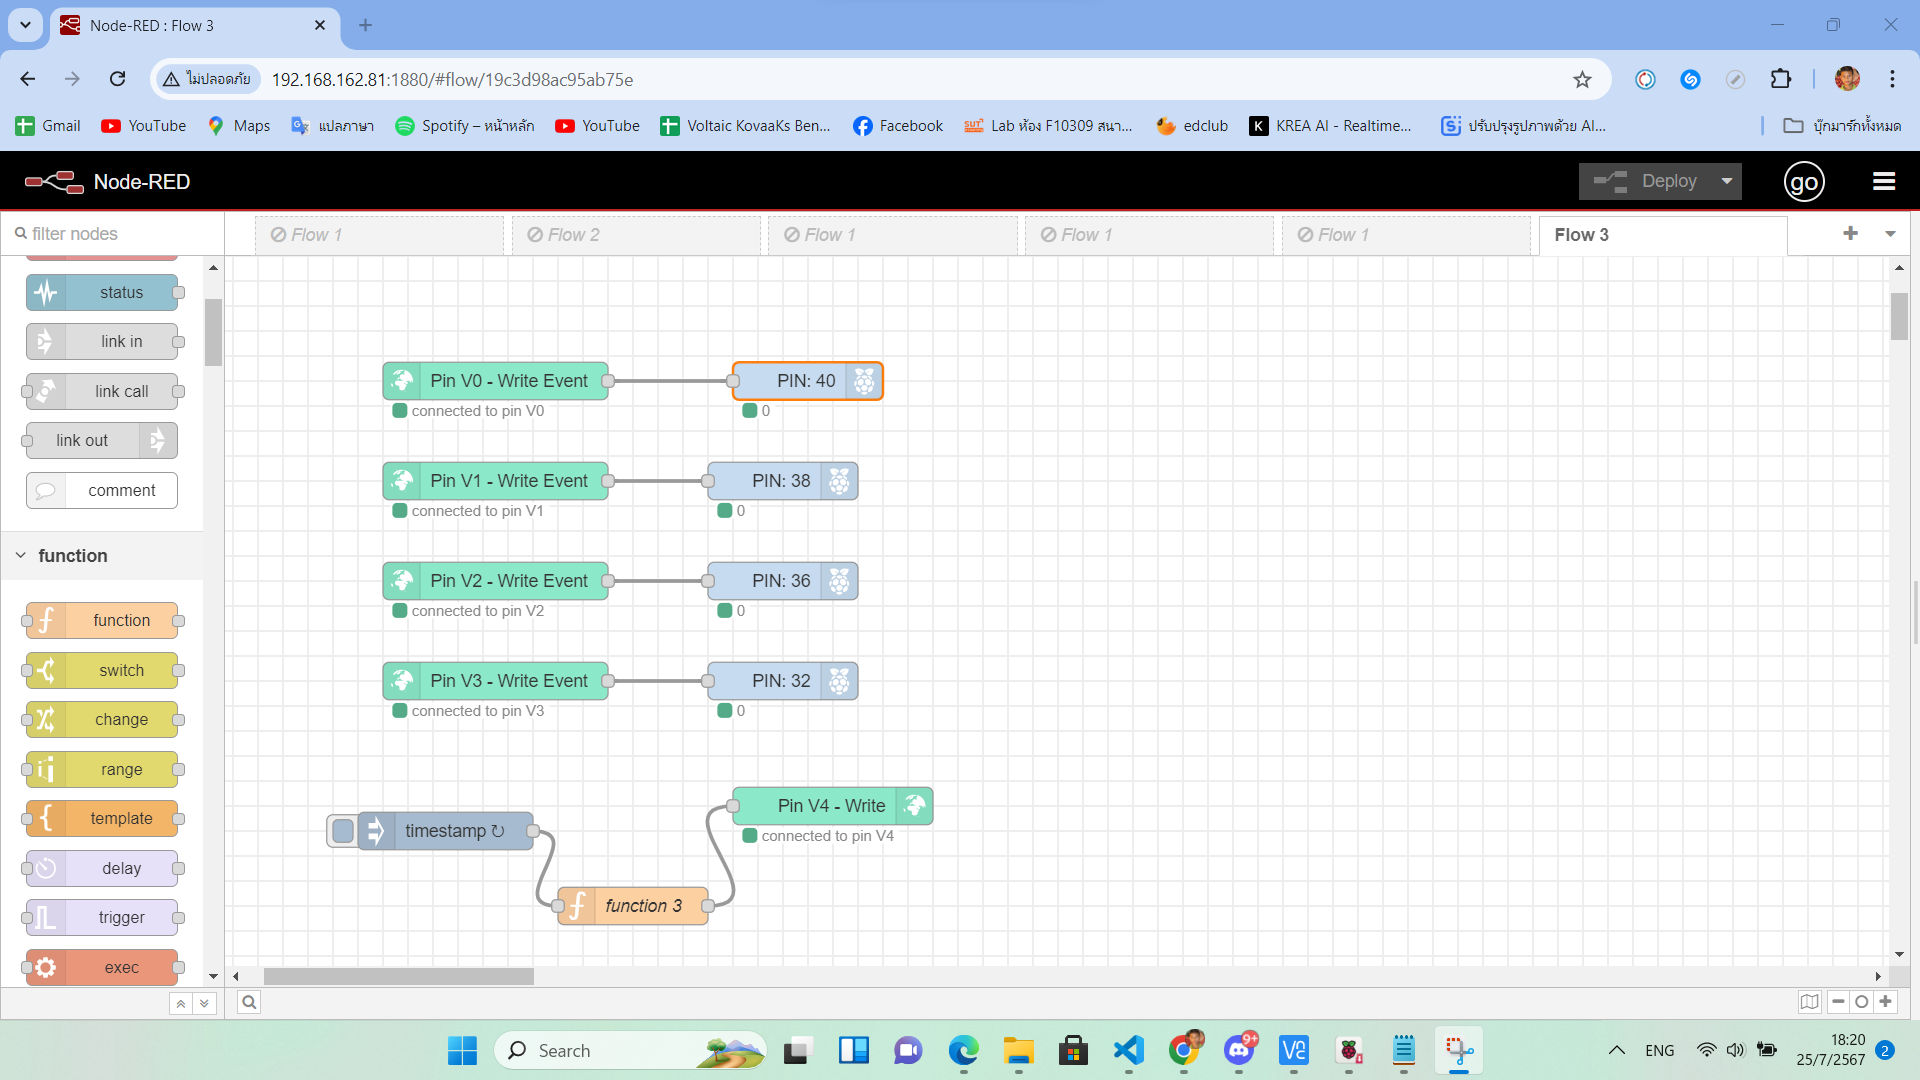 Node-RED : Flow 3
ไม่ปลอดภัย
192.168.162.81:1880/#flow/19c3d98ac95ab75e
Gmail
YouTube
Maps
แปลภาษา
Spotify – หน้าหลัก
YouTube
Voltaic KovaaKs Ben...
Facebook
Lab ห้อง F10309 สนา...
edclub
KREA AI - Realtime...
ปรับปรุงรูปภาพด้วย AI...
บุ๊กมาร์กทั้งหมด
Node-RED
Deploy
go
filter nodes
Flow 1
Flow 2
Flow 1
Flow 1
Flow 1
Flow 3
status
link in
link call
link out
comment
function
function
switch
change
range
template
delay
trigger
exec
Pin V0 - Write Event
PIN: 40
connected to pin V0
0
Pin V1 - Write Event
PIN: 38
connected to pin V1
0
Pin V2 - Write Event
PIN: 36
connected to pin V2
0
Pin V3 - Write Event
PIN: 32
connected to pin V3
0
Pin V4 - Write
timestamp ↻
connected to pin V4
function 3
Search
9+
ENG
18:20
25/7/2567
2